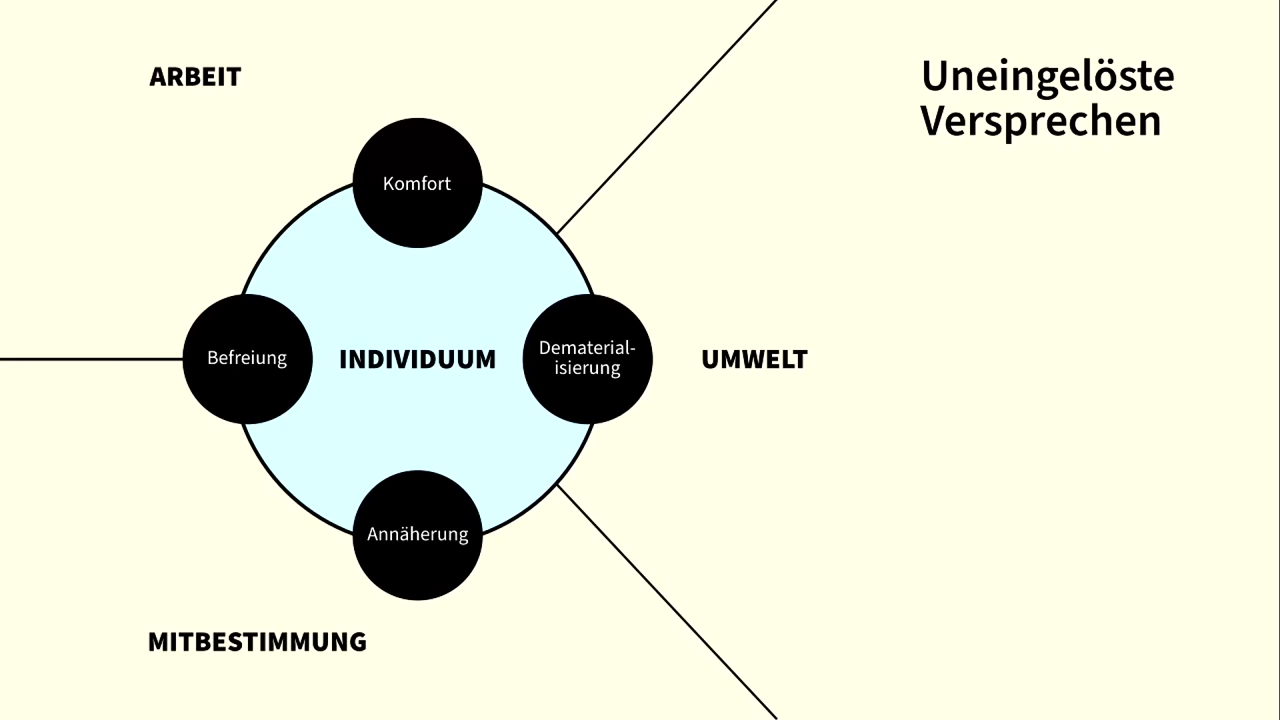 ARBEIT
Uneingelöste
Versprechen
Komfort
Befreiung
INDIVIDUUM
Dematerial-
isierung
UMWELT
Annäherung
MITBESTIMMUNG